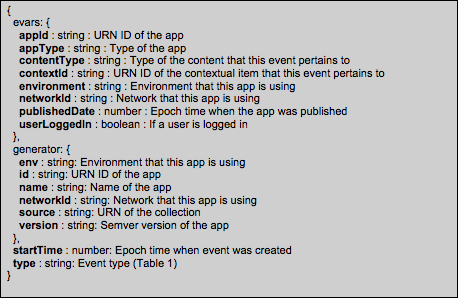 {
evars: {
appId : string : URN ID of the app
appType : string : Type of the app
contentType : string : Type of the content that this event pertains to
contextId : string : URN ID of the contextual item that this event pertains to
environment : string : Environment that this app is using
networkId : string : Network that this app is using
publishedDate : number : Epoch time when the app was published
userLoggedIn : boolean : If a user is logged in
},
generator: {
env : string: Environment that this app is using
id : string: URN ID of the app
name : string: Name of the app
networkId : string: Network that this app is using
source : string: URN of the collection
version : string: Semver version of the app
},
startTime : number: Epoch time when event was created
type : string: Event type (Table 1)
}